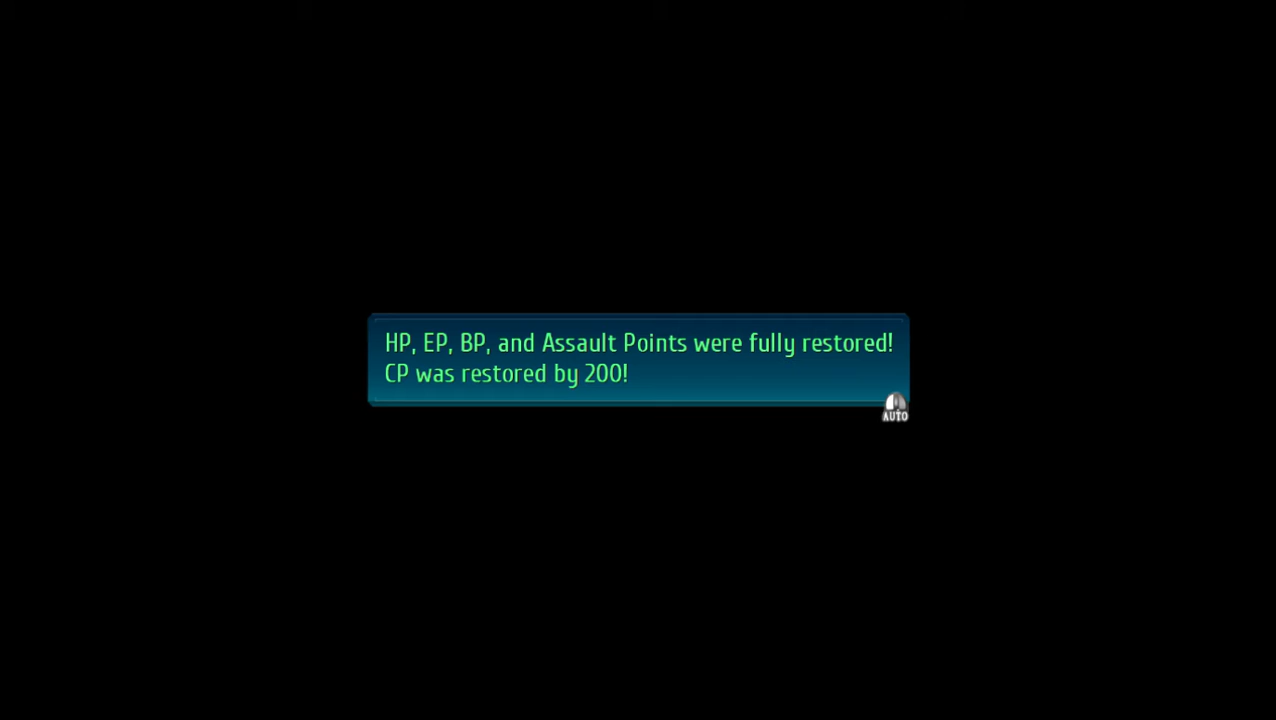 HP, EP, BP, and Assault Points were fully restored!
CP was restored by 200!
AUTO